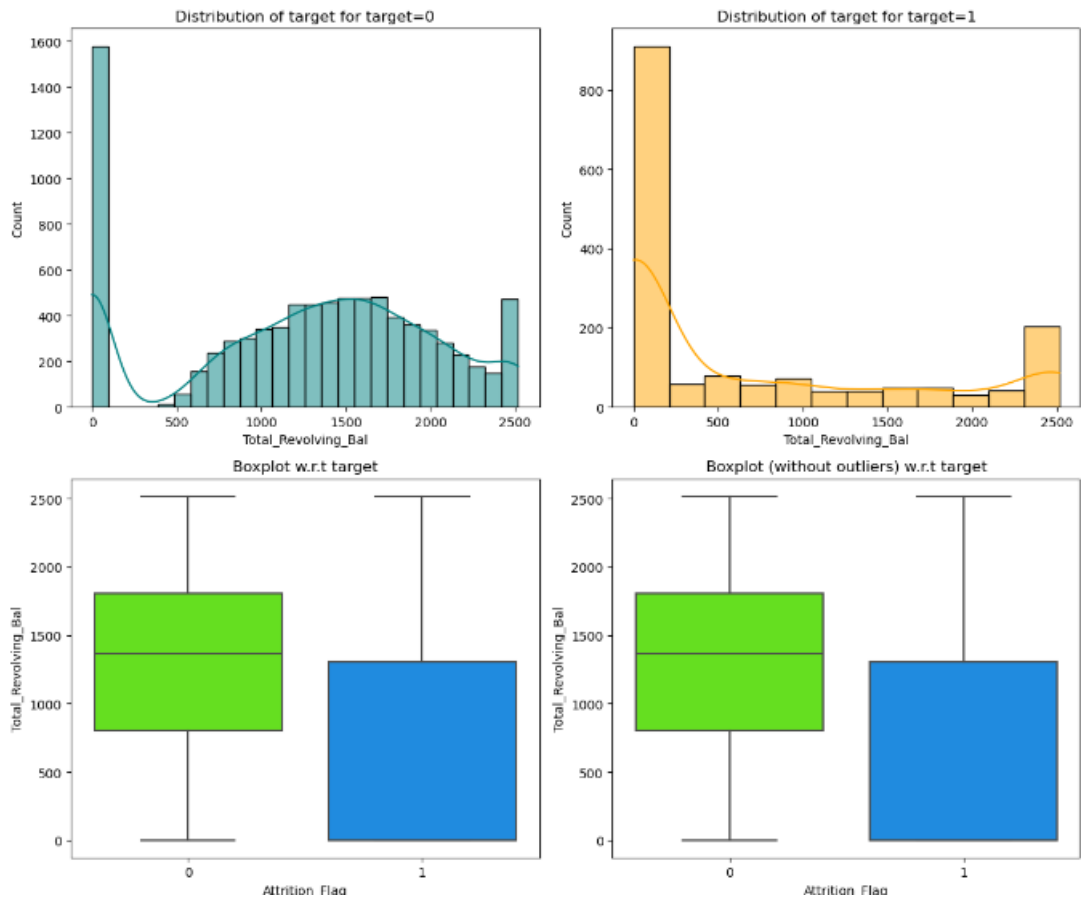 Distribution of target for target=0
1600
1400
1200
1000
800
600
400
200
0
Count
0 500 1000 1500 2000 2500
Total_Revolving_Bal
Distribution of target for target=1
800
600
400
200
0
Count
0 500 1000 1500 2000 2500
Total_Revolving_Bal
Boxplot w.r.t target
2500
2000
1500
1000
500
0
Total_Revolving_Bal
0 1
Attrition_Flag
Boxplot (without outliers) w.r.t target
2500
2000
1500
1000
500
0
Total_Revolving_Bal
0 1
Attrition_Flag